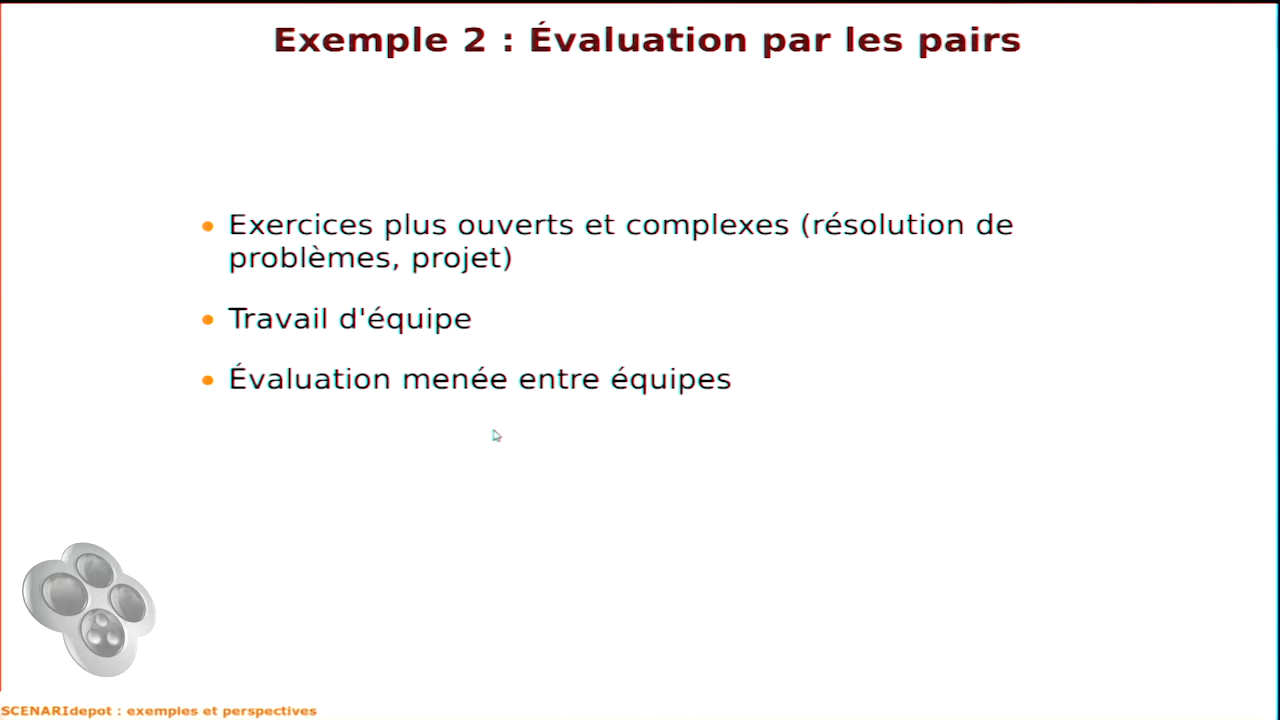 Exemple 2 : Évaluation par les pairs
• Exercices plus ouverts et complexes (résolution de
problèmes, projet)
• Travail d'équipe
• Évaluation menée entre équipes
SCENARIdepot : exemples et perspectives